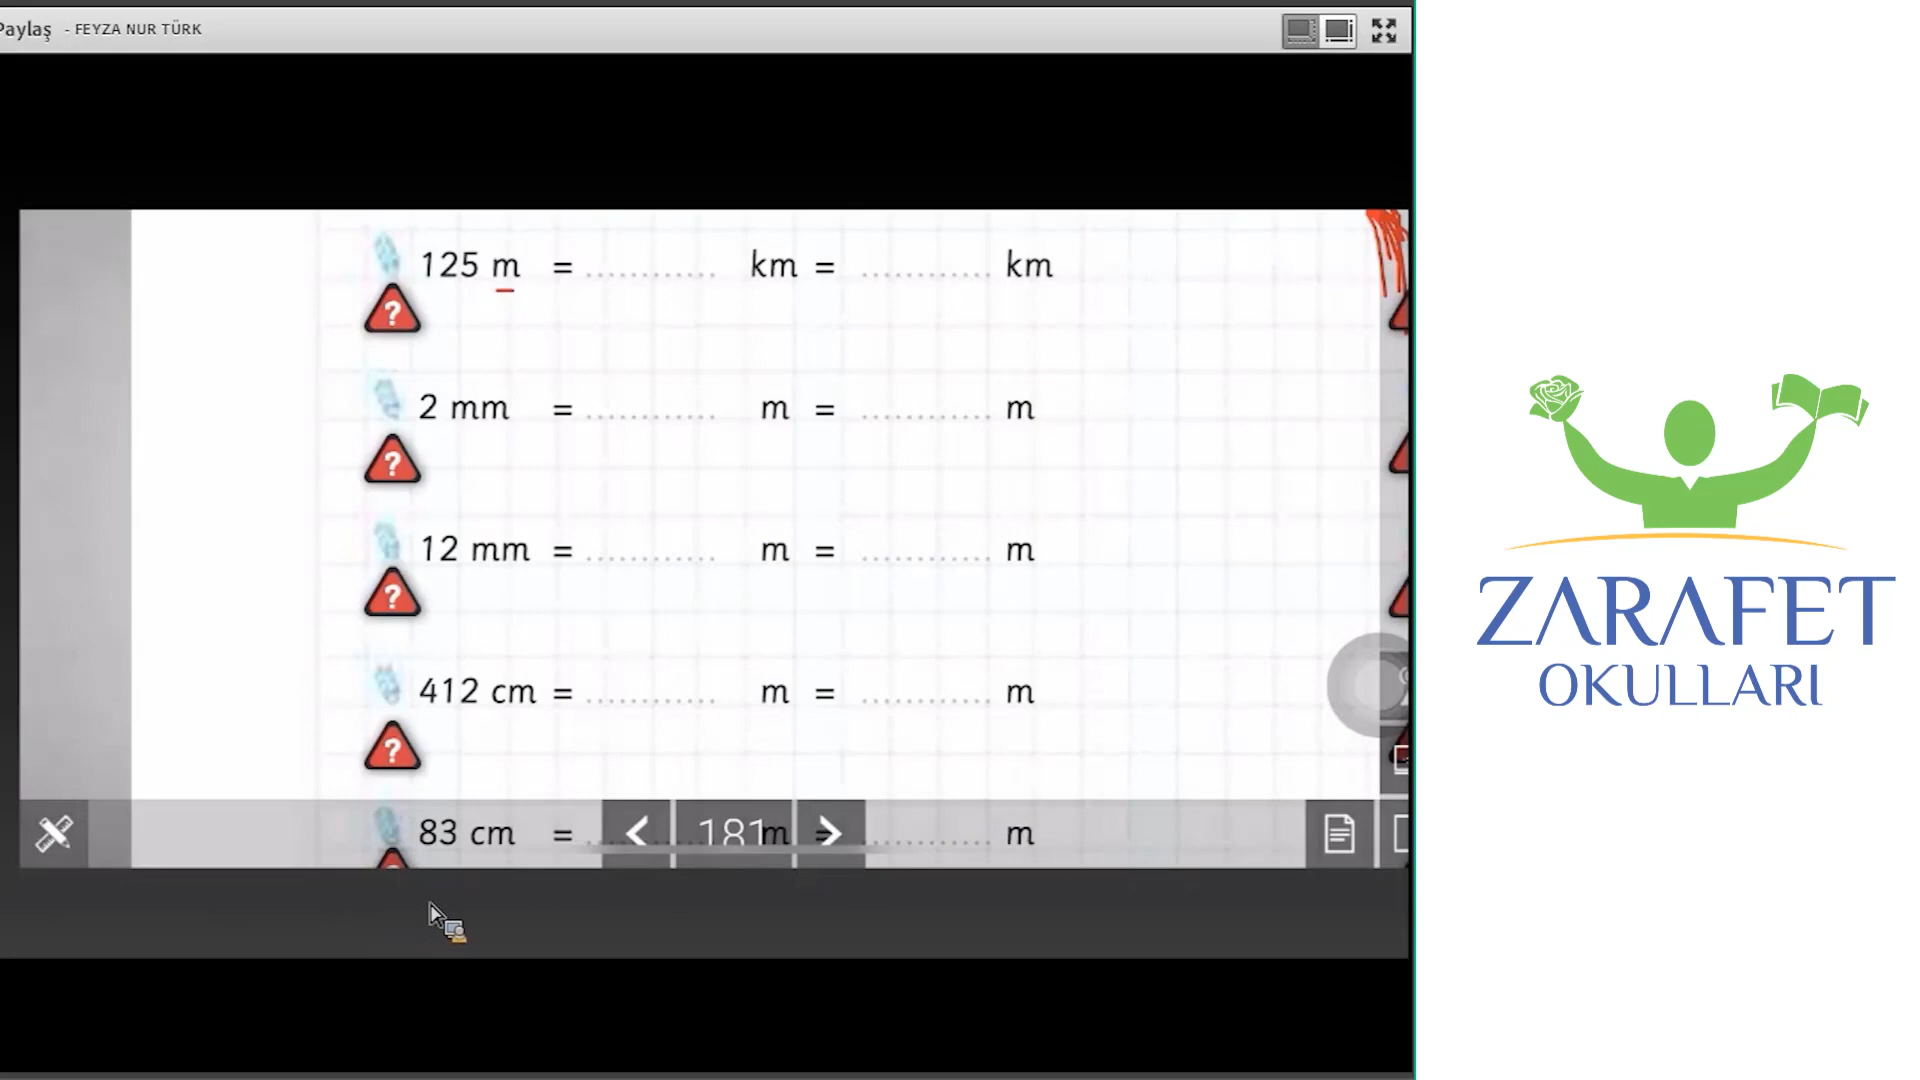 Paylaş - FEYZA NUR TÜRK
125 m = ............ km = ............ km
?
2 mm = ............ m = ............ m
?
12 mm = ............ m = ............ m
?
412 cm = ............ m = ............ m
?
83 cm = ............ m = ............ m
181
ZARAFET
OKULLARI